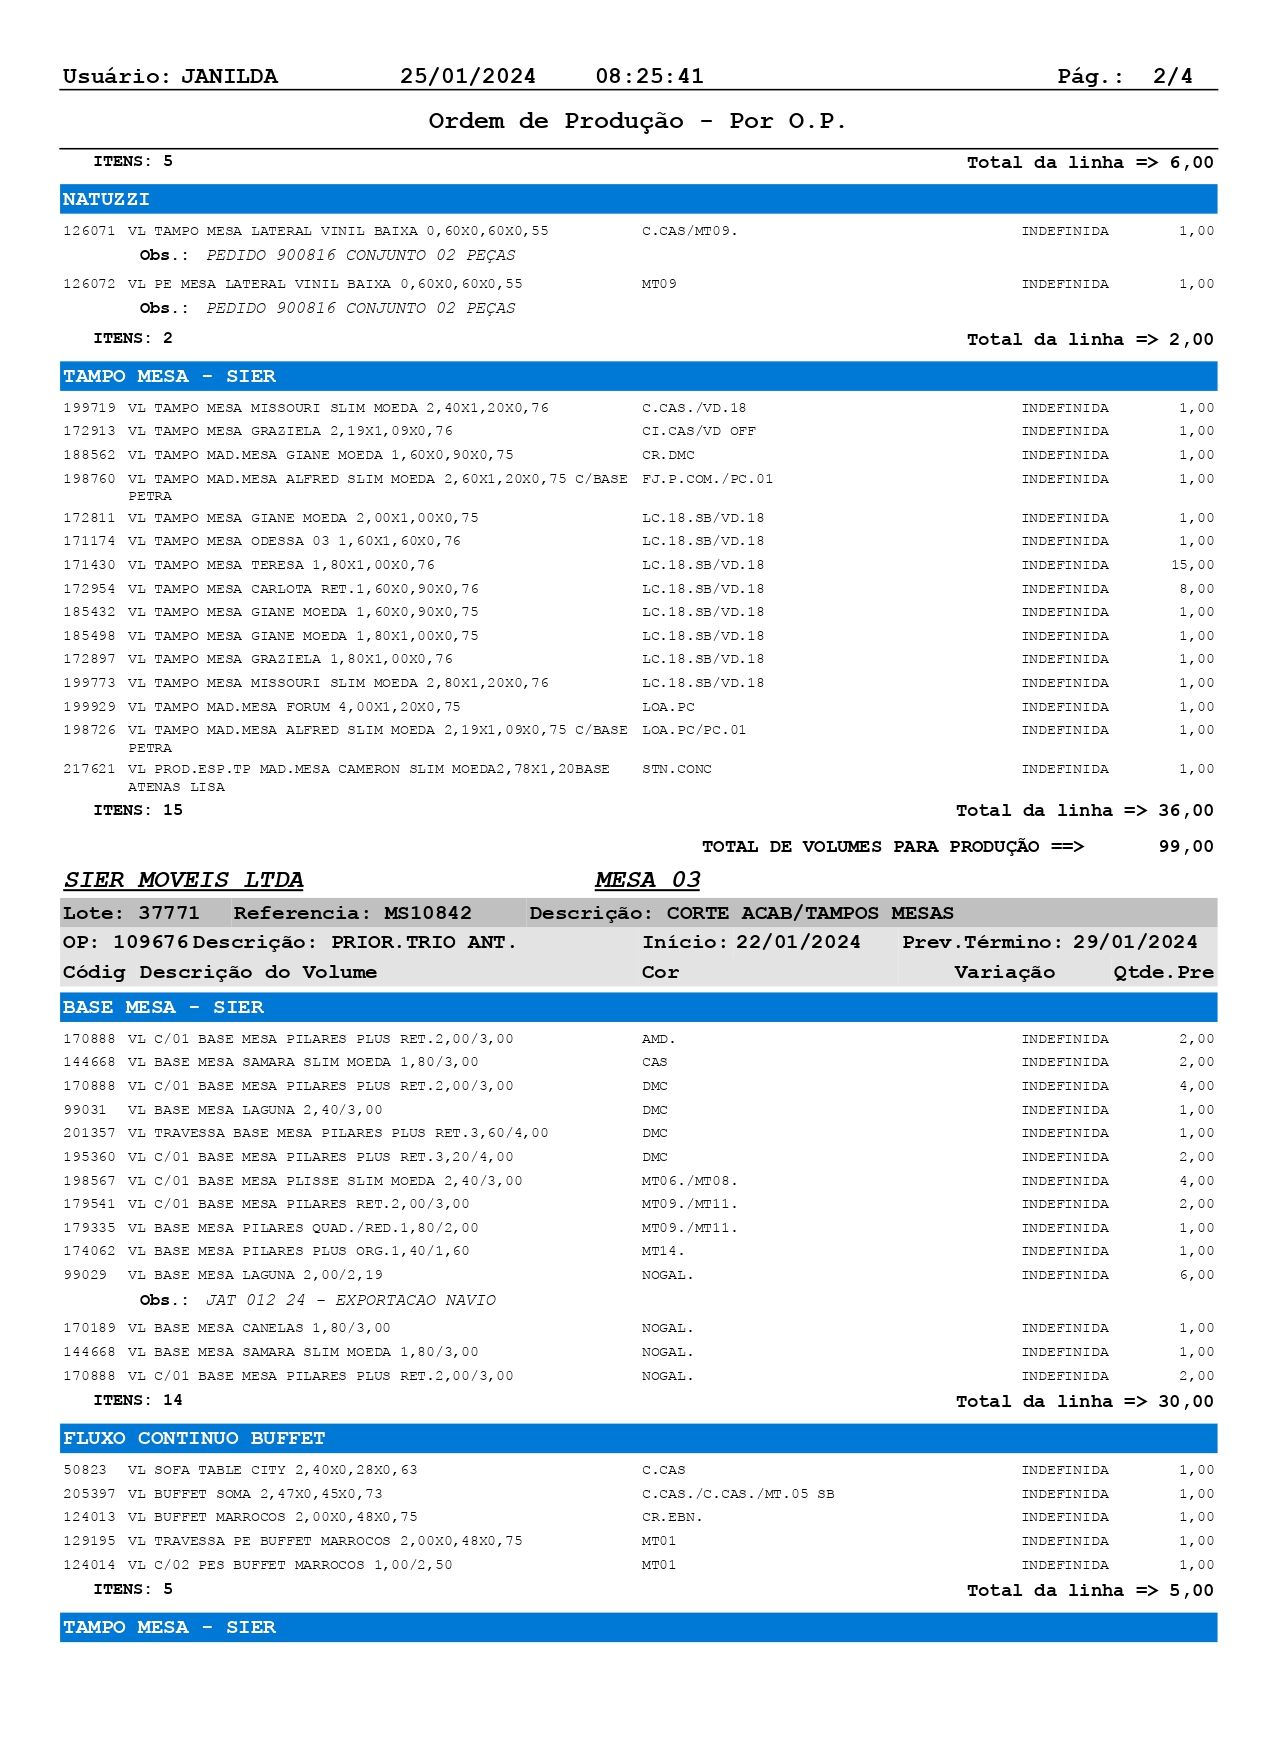 Usuário: JANILDA 25/01/2024 08:25:41 Pág.: 2/4
Ordem de Produção - Por O.P.
ITENS: 5 Total da linha => 6,00
NATUZZI
126071 VL TAMPO MESA LATERAL VINIL BAIXA 0,60X0,60X0,55 C.CAS/MT09. INDEFINIDA 1,00
Obs.: PEDIDO 900816 CONJUNTO 02 PEÇAS
126072 VL PE MESA LATERAL VINIL BAIXA 0,60X0,60X0,55 MT09 INDEFINIDA 1,00
Obs.: PEDIDO 900816 CONJUNTO 02 PEÇAS
ITENS: 2 Total da linha => 2,00
TAMPO MESA - SIER
199719 VL TAMPO MESA MISSOURI SLIM MOEDA 2,40X1,20X0,76 C.CAS./VD.18 INDEFINIDA 1,00
172913 VL TAMPO MESA GRAZIELA 2,19X1,09X0,76 CI.CAS/VD OFF INDEFINIDA 1,00
188562 VL TAMPO MAD.MESA GIANE MOEDA 1,60X0,90X0,75 CR.DMC INDEFINIDA 1,00
198760 VL TAMPO MAD.MESA ALFRED SLIM MOEDA 2,60X1,20X0,75 C/BASE FJ.P.COM./PC.01 INDEFINIDA 1,00
PETRA
172811 VL TAMPO MESA GIANE MOEDA 2,00X1,00X0,75 LC.18.SB/VD.18 INDEFINIDA 1,00
171174 VL TAMPO MESA ODESSA 03 1,60X1,60X0,76 LC.18.SB/VD.18 INDEFINIDA 1,00
171430 VL TAMPO MESA TERESA 1,80X1,00X0,76 LC.18.SB/VD.18 INDEFINIDA 15,00
172954 VL TAMPO MESA CARLOTA RET.1,60X0,90X0,76 LC.18.SB/VD.18 INDEFINIDA 8,00
185432 VL TAMPO MESA GIANE MOEDA 1,60X0,90X0,75 LC.18.SB/VD.18 INDEFINIDA 1,00
185498 VL TAMPO MESA GIANE MOEDA 1,80X1,00X0,75 LC.18.SB/VD.18 INDEFINIDA 1,00
172897 VL TAMPO MESA GRAZIELA 1,80X1,00X0,76 LC.18.SB/VD.18 INDEFINIDA 1,00
199773 VL TAMPO MESA MISSOURI SLIM MOEDA 2,80X1,20X0,76 LC.18.SB/VD.18 INDEFINIDA 1,00
199929 VL TAMPO MAD.MESA FORUM 4,00X1,20X0,75 LOA.PC INDEFINIDA 1,00
198726 VL TAMPO MAD.MESA ALFRED SLIM MOEDA 2,19X1,09X0,75 C/BASE LOA.PC/PC.01 INDEFINIDA 1,00
PETRA
217621 VL PROD.ESP.TP MAD.MESA CAMERON SLIM MOEDA2,78X1,20BASE STN.CONC INDEFINIDA 1,00
ATENAS LISA
ITENS: 15 Total da linha => 36,00
TOTAL DE VOLUMES PARA PRODUÇÃO ==> 99,00
SIER MOVEIS LTDA MESA 03
Lote: 37771 Referencia: MS10842 Descrição: CORTE ACAB/TAMPOS MESAS
OP: 109676 Descrição: PRIOR.TRIO ANT. Início: 22/01/2024 Prev.Término: 29/01/2024
Códig Descrição do Volume Cor Variação Qtde.Pre
BASE MESA - SIER
170888 VL C/01 BASE MESA PILARES PLUS RET.2,00/3,00 AMD. INDEFINIDA 2,00
144668 VL BASE MESA SAMARA SLIM MOEDA 1,80/3,00 CAS INDEFINIDA 2,00
170888 VL C/01 BASE MESA PILARES PLUS RET.2,00/3,00 DMC INDEFINIDA 4,00
99031 VL BASE MESA LAGUNA 2,40/3,00 DMC INDEFINIDA 1,00
201357 VL TRAVESSA BASE MESA PILARES PLUS RET.3,60/4,00 DMC INDEFINIDA 1,00
195360 VL C/01 BASE MESA PILARES PLUS RET.3,20/4,00 DMC INDEFINIDA 2,00
198567 VL C/01 BASE MESA PLISSE SLIM MOEDA 2,40/3,00 MT06./MT08. INDEFINIDA 4,00
179541 VL C/01 BASE MESA PILARES RET.2,00/3,00 MT09./MT11. INDEFINIDA 2,00
179335 VL BASE MESA PILARES QUAD./RED.1,80/2,00 MT09./MT11. INDEFINIDA 1,00
174062 VL BASE MESA PILARES PLUS ORG.1,40/1,60 MT14. INDEFINIDA 1,00
99029 VL BASE MESA LAGUNA 2,00/2,19 NOGAL. INDEFINIDA 6,00
Obs.: JAT 012 24 - EXPORTACAO NAVIO
170189 VL BASE MESA CANELAS 1,80/3,00 NOGAL. INDEFINIDA 1,00
144668 VL BASE MESA SAMARA SLIM MOEDA 1,80/3,00 NOGAL. INDEFINIDA 1,00
170888 VL C/01 BASE MESA PILARES PLUS RET.2,00/3,00 NOGAL. INDEFINIDA 2,00
ITENS: 14 Total da linha => 30,00
FLUXO CONTINUO BUFFET
50823 VL SOFA TABLE CITY 2,40X0,28X0,63 C.CAS INDEFINIDA 1,00
205397 VL BUFFET SOMA 2,47X0,45X0,73 C.CAS./C.CAS./MT.05 SB INDEFINIDA 1,00
124013 VL BUFFET MARROCOS 2,00X0,48X0,75 CR.EBN. INDEFINIDA 1,00
129195 VL TRAVESSA PE BUFFET MARROCOS 2,00X0,48X0,75 MT01 INDEFINIDA 1,00
124014 VL C/02 PES BUFFET MARROCOS 1,00/2,50 MT01 INDEFINIDA 1,00
ITENS: 5 Total da linha => 5,00
TAMPO MESA - SIER